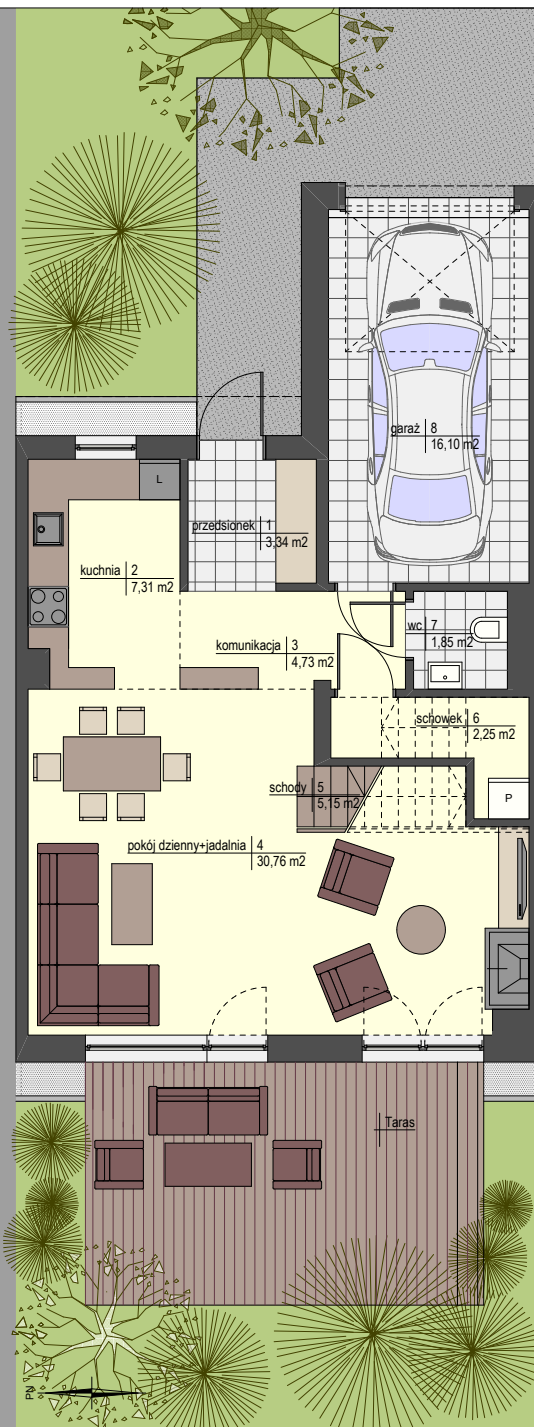 garaż 8
16,10 m2
L
przedsionek 1
3,34 m2
kuchnia 2
7,31 m2
wc 7
1,85 m2
komunikacja 3
4,73 m2
schowek 6
2,25 m2
schody 5
5,15 m2
P
pokój dzienny+jadalnia 4
30,76 m2
Taras
PN